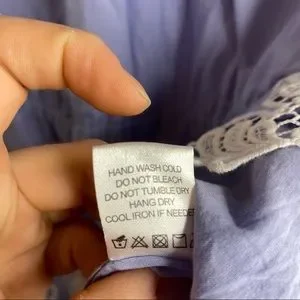 HAND WASH COLD
DO NOT BLEACH
DO NOT TUMBLE DRY
HANG DRY
COOL IRON IF NEEDED